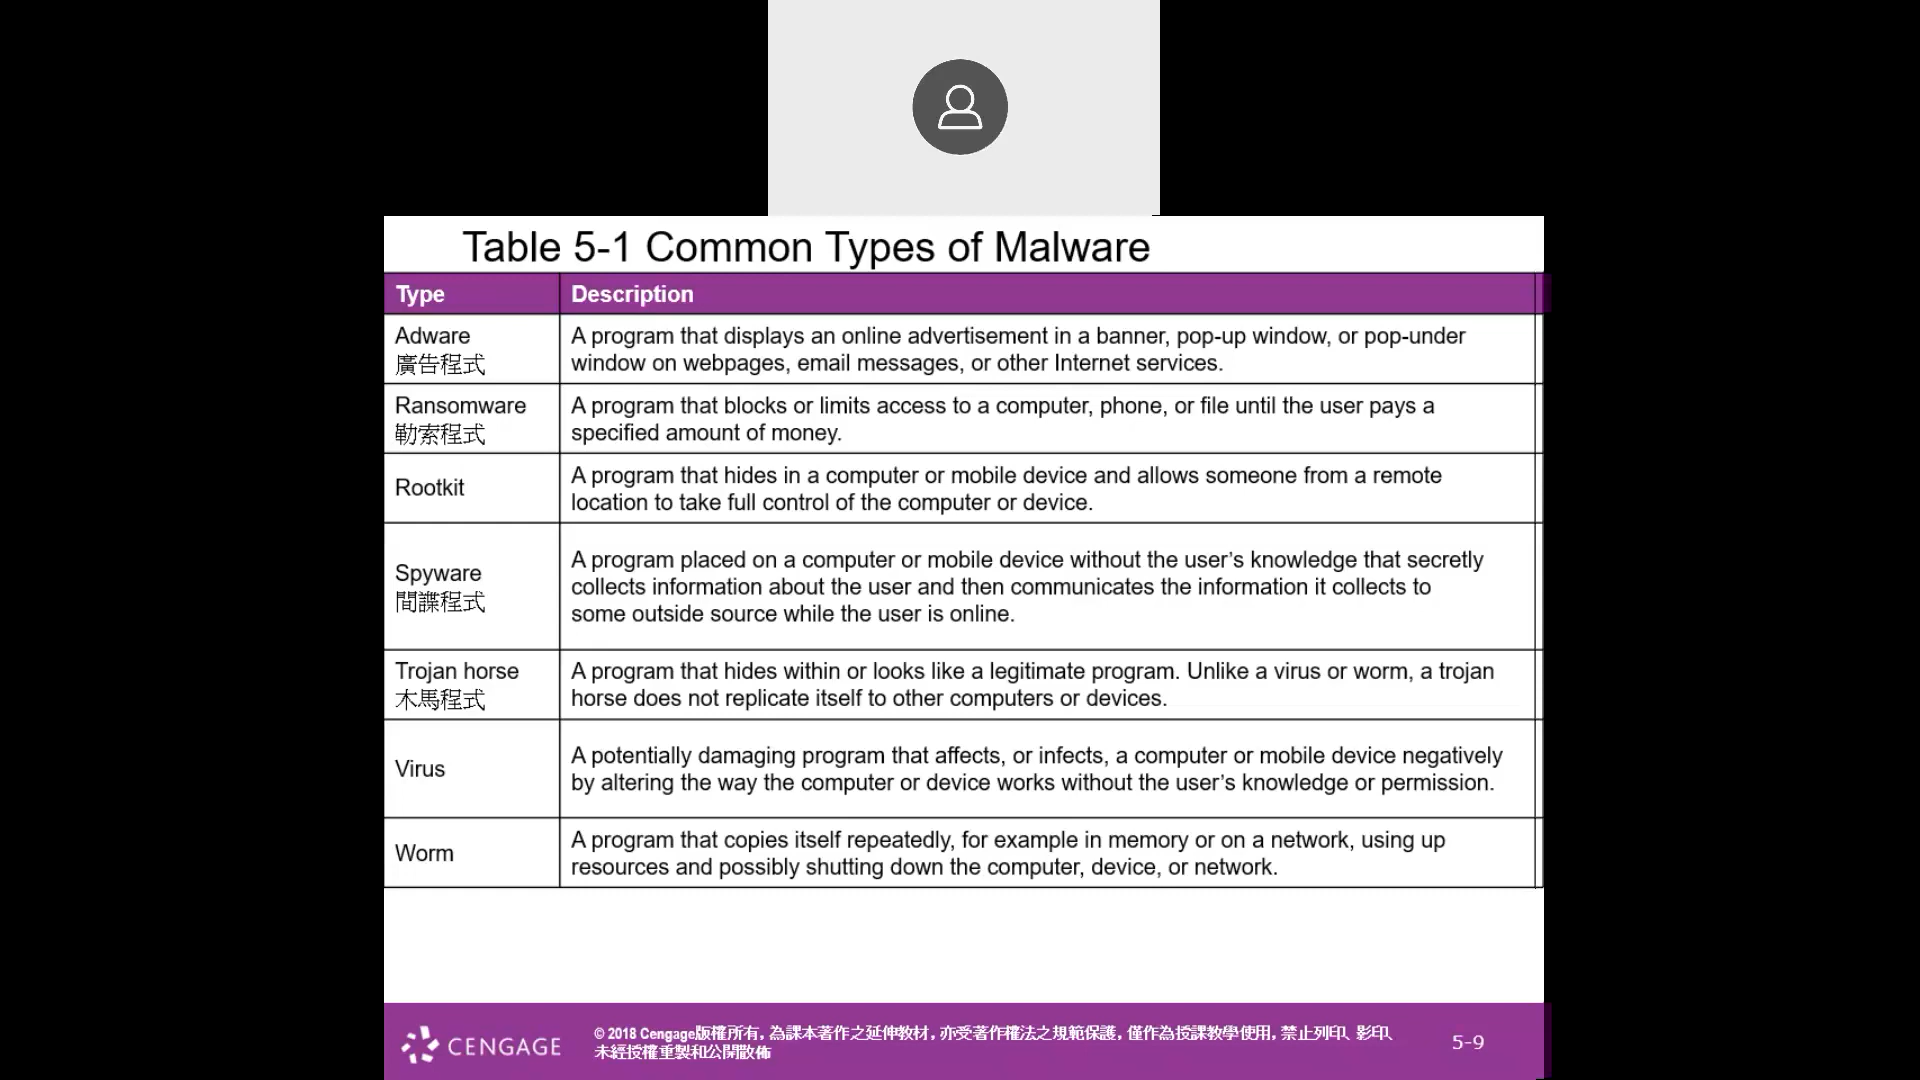 Table 5-1 Common Types of Malware
Type
Description
Adware
廣告程式
A program that displays an online advertisement in a banner, pop-up window, or pop-under
window on webpages, email messages, or other Internet services.
Ransomware
勒索程式
A program that blocks or limits access to a computer, phone, or file until the user pays a
specified amount of money.
Rootkit
A program that hides in a computer or mobile device and allows someone from a remote
location to take full control of the computer or device.
Spyware
間諜程式
A program placed on a computer or mobile device without the user’s knowledge that secretly
collects information about the user and then communicates the information it collects to
some outside source while the user is online.
Trojan horse
木馬程式
A program that hides within or looks like a legitimate program. Unlike a virus or worm, a trojan
horse does not replicate itself to other computers or devices.
Virus
A potentially damaging program that affects, or infects, a computer or mobile device negatively
by altering the way the computer or device works without the user’s knowledge or permission.
Worm
A program that copies itself repeatedly, for example in memory or on a network, using up
resources and possibly shutting down the computer, device, or network.
CENGAGE
© 2018 Cengage版權所有, 為課本著作之延伸教材, 亦受著作權法之規範保護, 僅作為授課教學使用, 禁止列印、影印、
未經授權重製和公開散佈
5-9